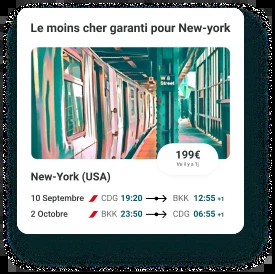 Le moins cher garanti pour New-york
W 8
Street
199€
Vu il y a 1j
New-York (USA)
10 Septembre CDG 19:20 BKK 12:55 +1
2 Octobre BKK 23:50 CDG 06:55 +1